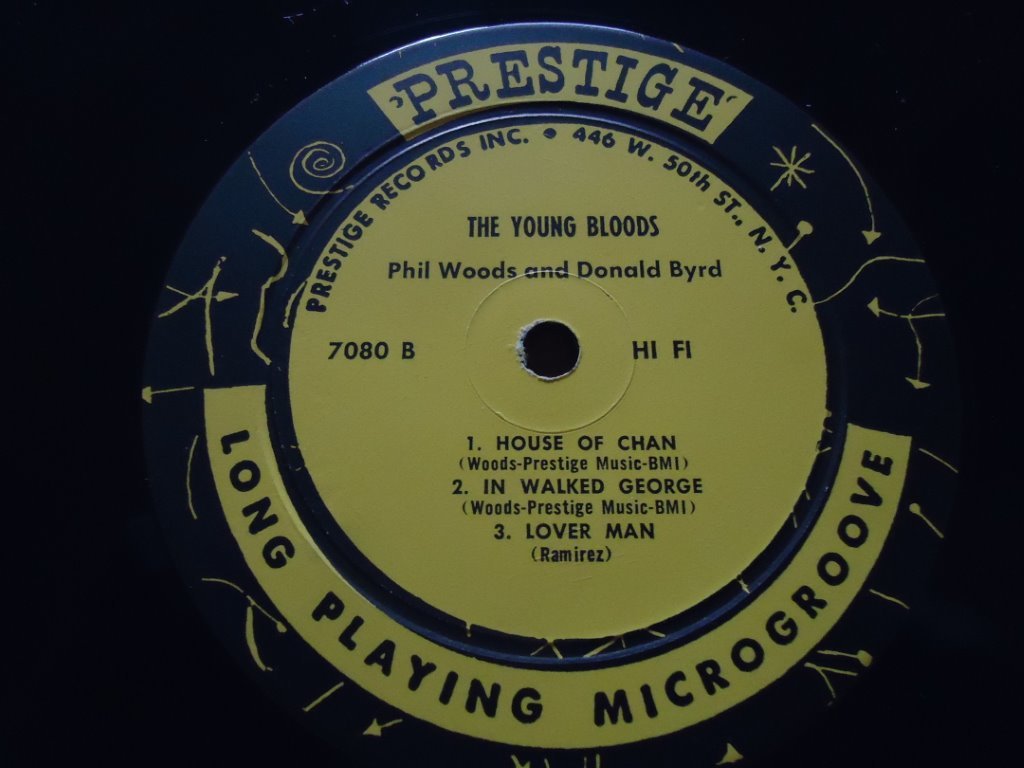 'PRESTIGE'
PRESTIGE RECORDS INC. • 446 W. 50th ST., N. Y. C.
THE YOUNG BLOODS
Phil Woods and Donald Byrd
7080 B HI FI
1. HOUSE OF CHAN
(Woods-Prestige Music-BMI)
2. IN WALKED GEORGE
(Woods-Prestige Music-BMI)
3. LOVER MAN
(Ramirez)
LONG PLAYING MICROGROOVE